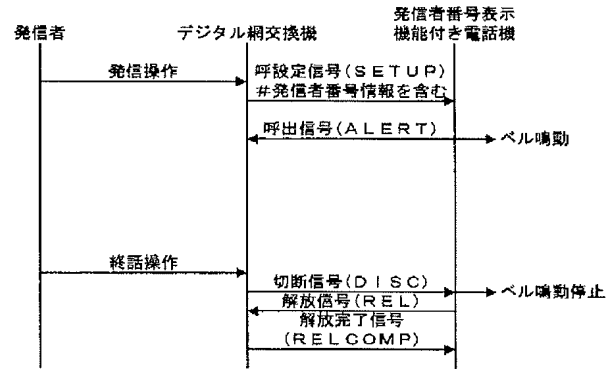 発信者
デジタル網交換機
発信者番号表示
機能付き電話機
発信操作
呼設定信号(SETUP)
#発信者番号情報を含む
呼出信号(ALERT)
ベル鳴動
終話操作
切断信号(DISC)
ベル鳴動停止
解放信号(REL)
解放完了信号
(RELCOMP)